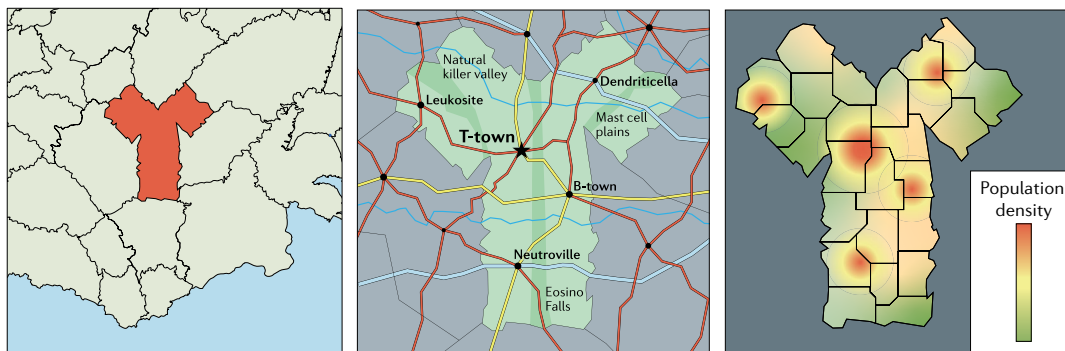 Natural
killer valley
Leukosite
Dendriticella
Mast cell
plains
T-town
B-town
Neutroville
Eosino
Falls
Population
density